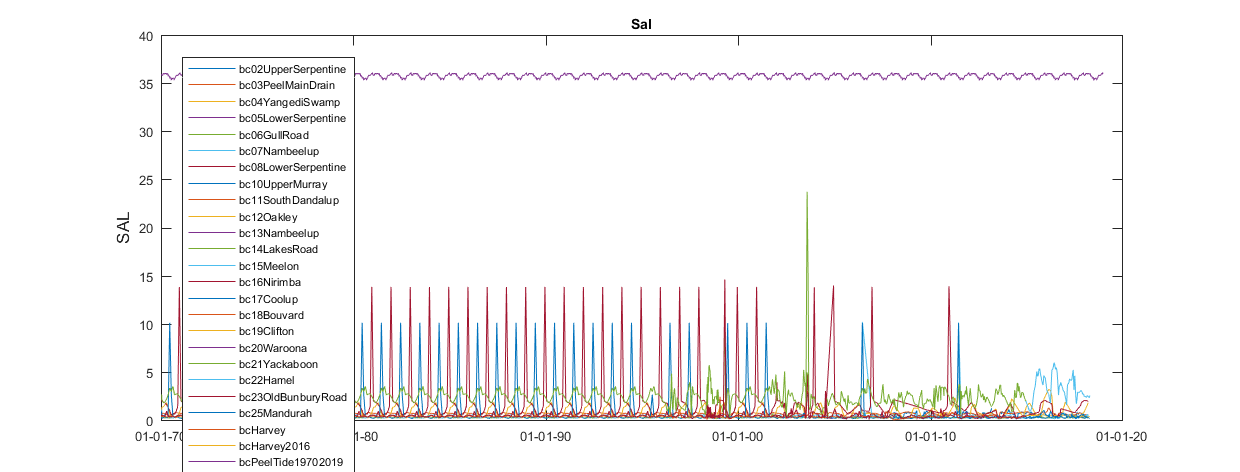 Sal
40
35
30
25
20
15
10
5
0
SAL
bc02UpperSerpentine
bc03PeelMainDrain
bc04YangediSwamp
bc05LowerSerpentine
bc06GullRoad
bc07Nambeelup
bc08LowerSerpentine
bc10UpperMurray
bc11SouthDandalup
bc12Oakley
bc13Nambeelup
bc14LakesRoad
bc15Meelon
bc16Nirimba
bc17Coolup
bc18Bouvard
bc19Clifton
bc20Waroona
bc21Yackaboon
bc22Hamel
bc23OldBunburyRoad
bc25Mandurah
bcHarvey
bcHarvey2016
bcPeelTide19702019
01-01-70
1-80
01-01-90
01-01-00
01-01-10
01-01-20